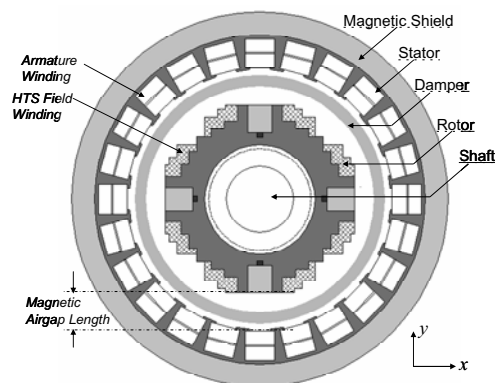 Magnetic Shield
Stator
Armature
Winding
Damper
HTS Field
Winding
Rotor
Shaft
Magnetic
Airgap Length
y
x